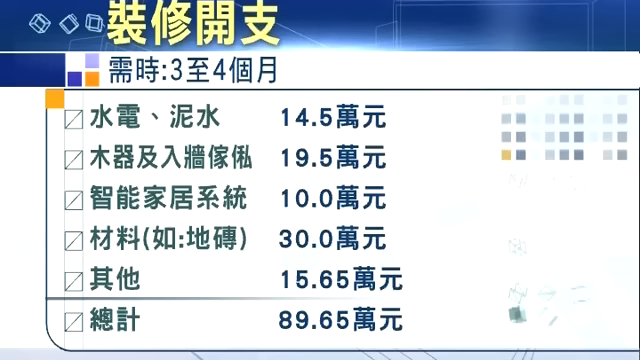 裝修開支
需時:3至4個月
水電、泥水 14.5萬元
木器及入牆傢俬 19.5萬元
智能家居系統 10.0萬元
材料(如:地磚) 30.0萬元
其他 15.65萬元
總計 89.65萬元